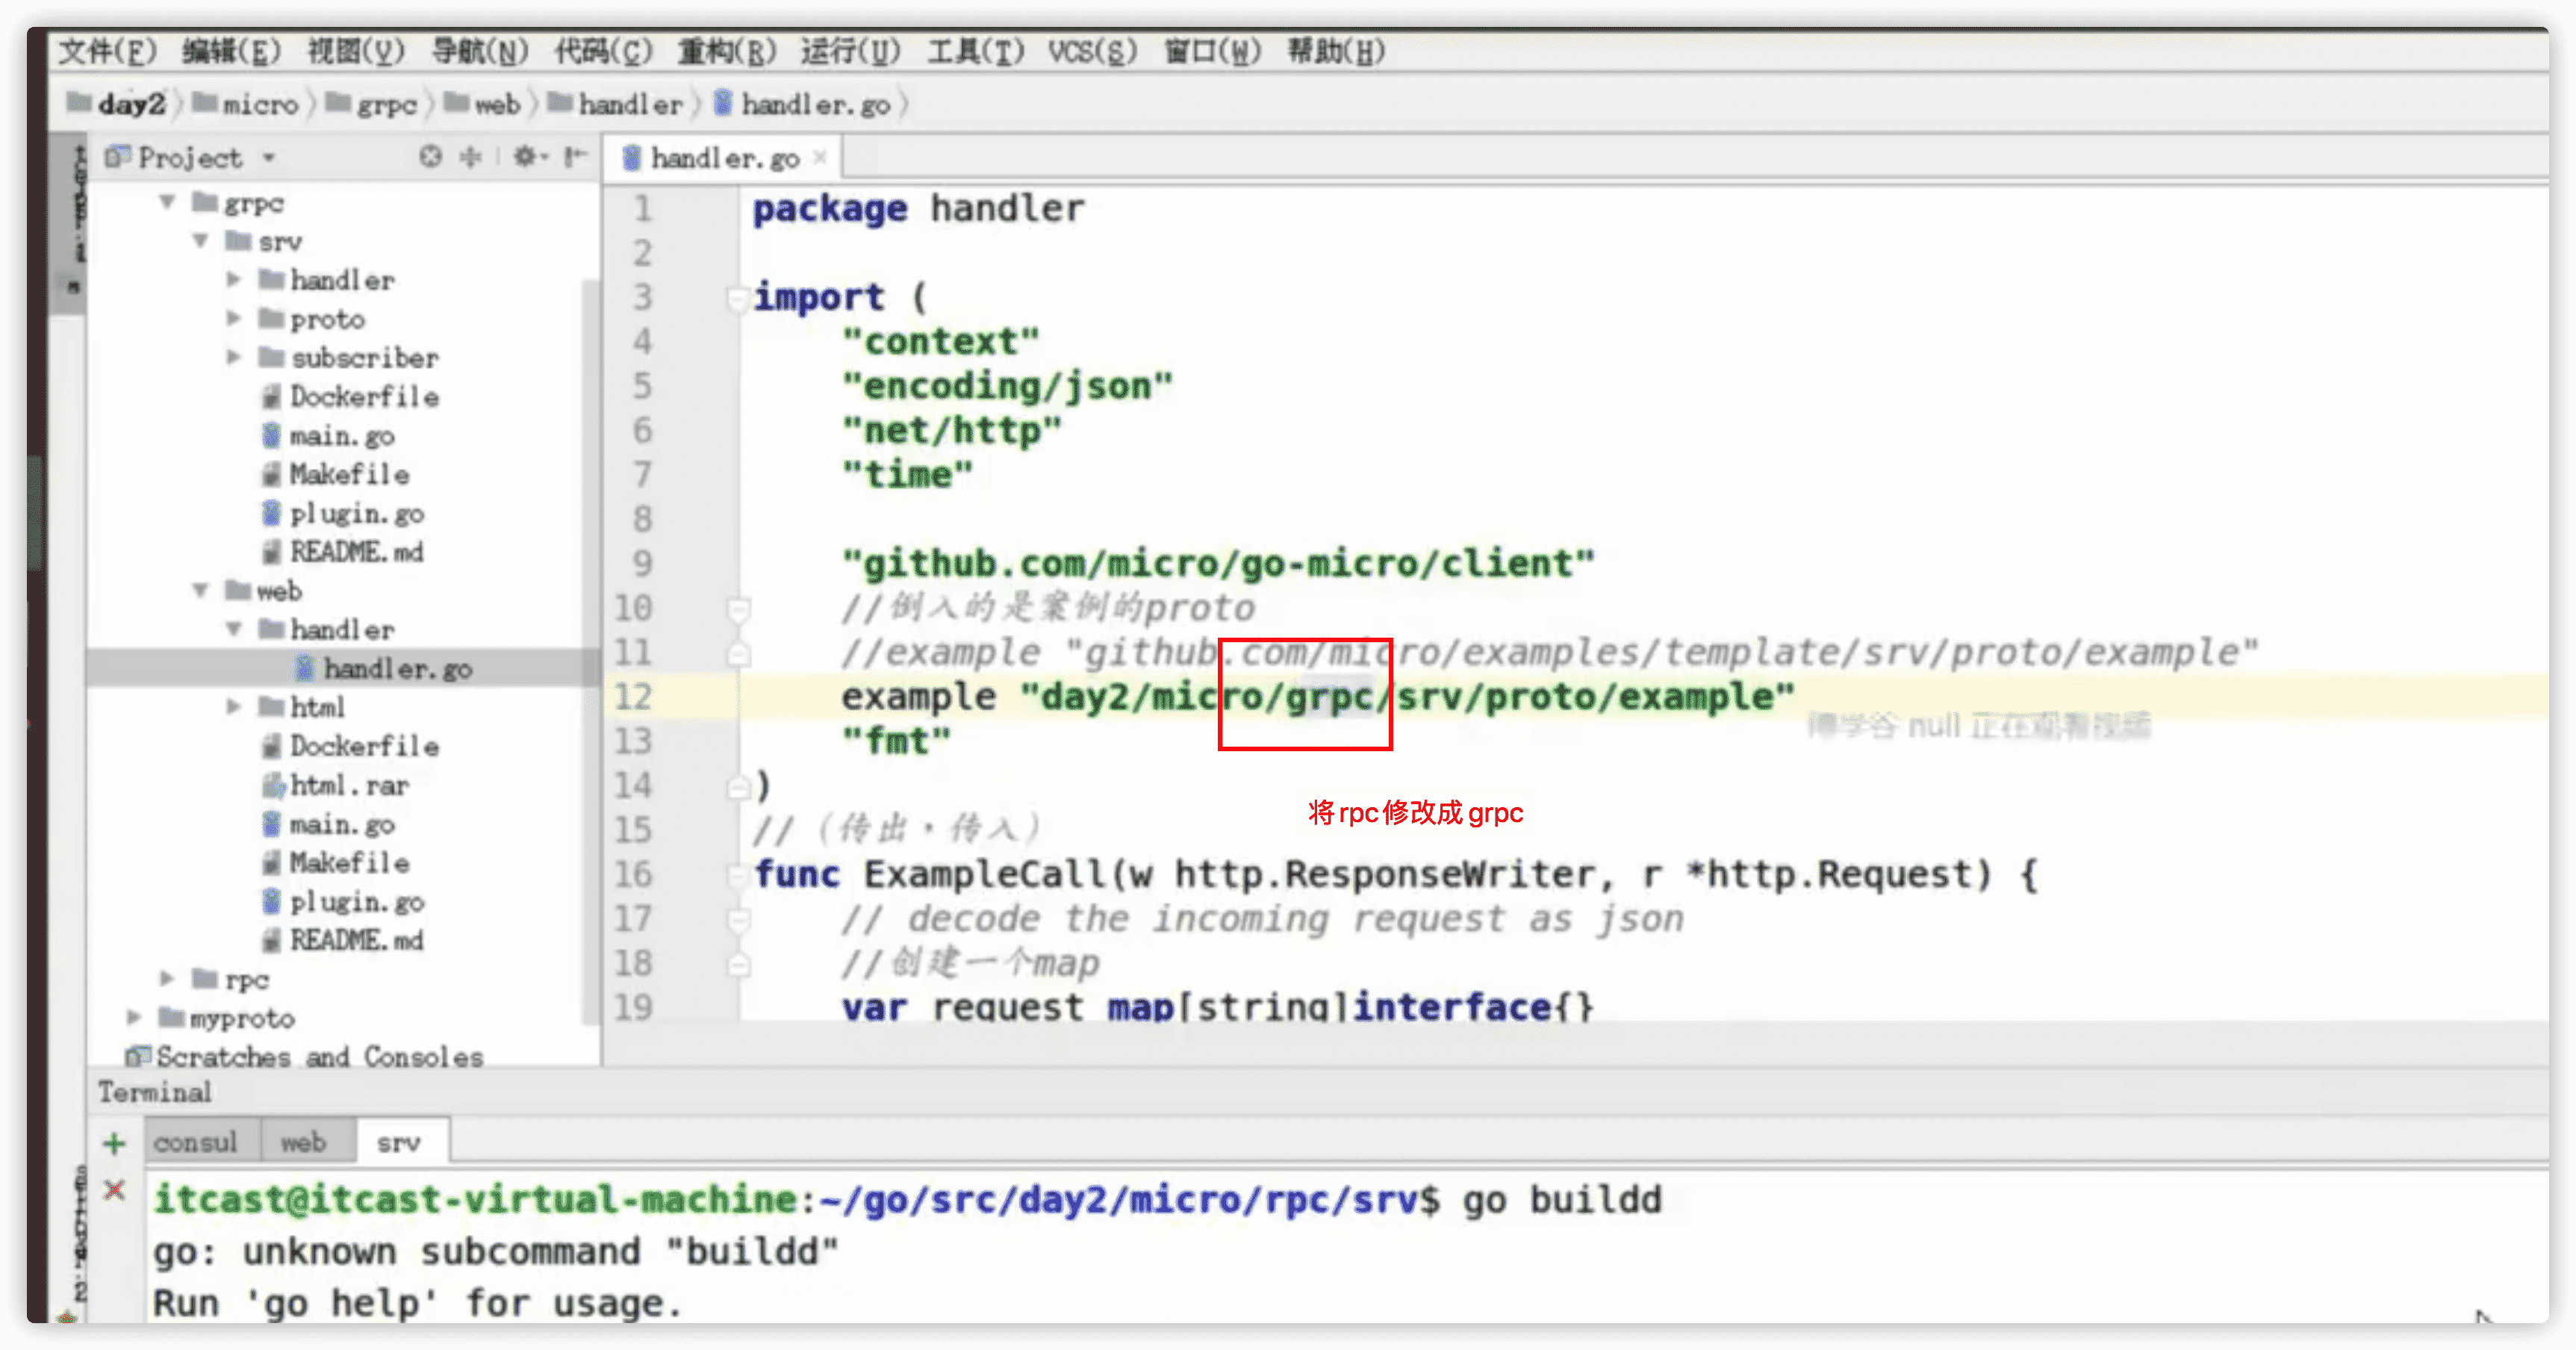 文件(F) 编辑(E) 视图(V) 导航(N) 代码(C) 重构(R) 运行(U) 工具(T) VCS(S) 窗口(W) 帮助(H)
day2 micro grpc web handler handler.go
Project
handler.go
grpc
srv
handler
proto
subscriber
Dockerfile
main.go
Makefile
plugin.go
README.md
web
handler
handler.go
html
Dockerfile
html.rar
main.go
Makefile
plugin.go
README.md
rpc
myproto
Scratches and Consoles
1 package handler
2
3 import (
4 "context"
5 "encoding/json"
6 "net/http"
7 "time"
8
9 "github.com/micro/go-micro/client"
10 //倒入的是案例的proto
11 //example "github.com/micro/examples/template/srv/proto/example"
12 example "day2/micro/grpc/srv/proto/example"
博学谷 null 正在观看视频
13 "fmt"
14 )
将rpc修改成grpc
15 //（传出，传入）
16 func ExampleCall(w http.ResponseWriter, r *http.Request) {
17 // decode the incoming request as json
18 //创建一个map
19 var request map[string]interface{}
Terminal
consul web srv
itcast@itcast-virtual-machine:~/go/src/day2/micro/rpc/srv$ go buildd
go: unknown subcommand "buildd"
Run 'go help' for usage.